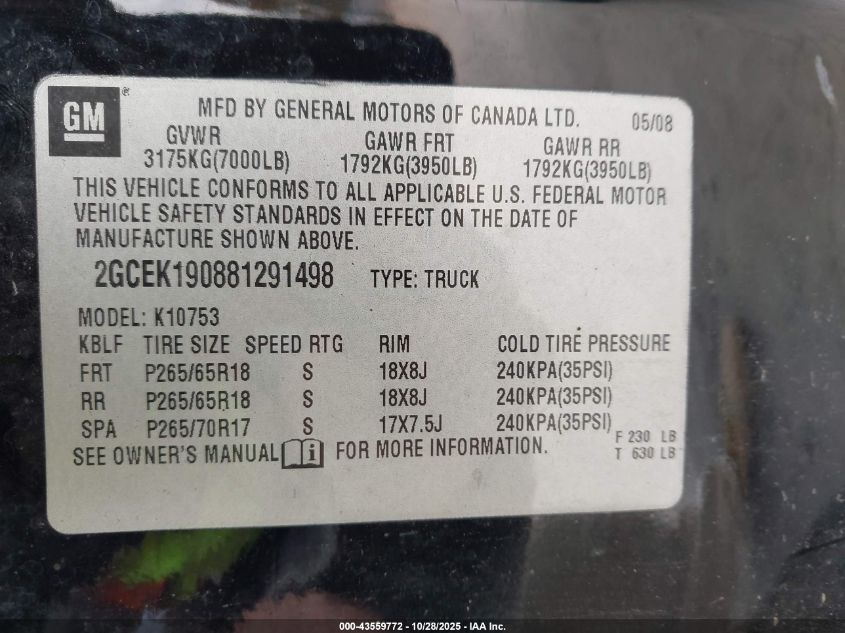 GM ®
MFD BY GENERAL MOTORS OF CANADA LTD. 05/08
GVWR GAWR FRT GAWR RR
3175KG(7000LB) 1792KG(3950LB) 1792KG(3950LB)
THIS VEHICLE CONFORMS TO ALL APPLICABLE U.S. FEDERAL MOTOR
VEHICLE SAFETY STANDARDS IN EFFECT ON THE DATE OF
MANUFACTURE SHOWN ABOVE.
2GCEK190881291498 TYPE: TRUCK
MODEL: K10753
KBLF TIRE SIZE SPEED RTG RIM COLD TIRE PRESSURE
FRT P265/65R18 S 18X8J 240KPA(35PSI)
RR P265/65R18 S 18X8J 240KPA(35PSI)
SPA P265/70R17 S 17X7.5J 240KPA(35PSI)
F 230 LB
T 630 LB
SEE OWNER'S MANUAL i FOR MORE INFORMATION.
000-43559772 - 10/28/2025 - IAA Inc.